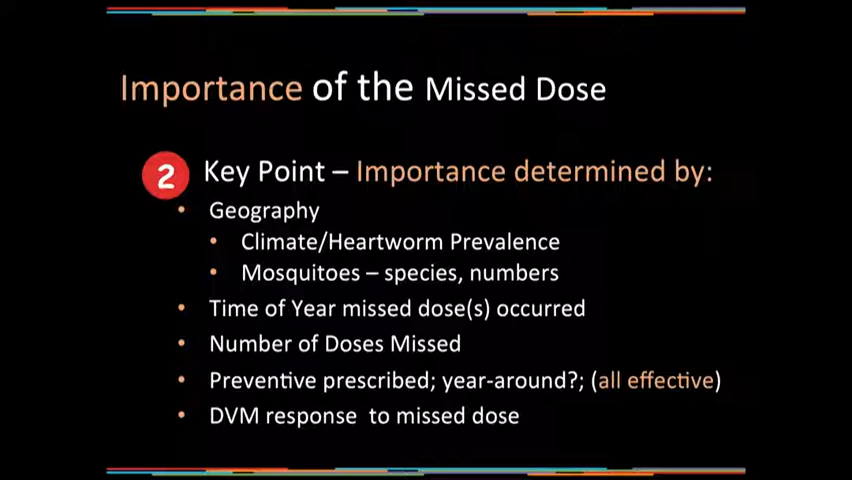 Importance of the Missed Dose
2 Key Point – Importance determined by:
• Geography
• Climate/Heartworm Prevalence
• Mosquitoes – species, numbers
• Time of Year missed dose(s) occurred
• Number of Doses Missed
• Preventive prescribed; year-around?; (all effective)
• DVM response to missed dose